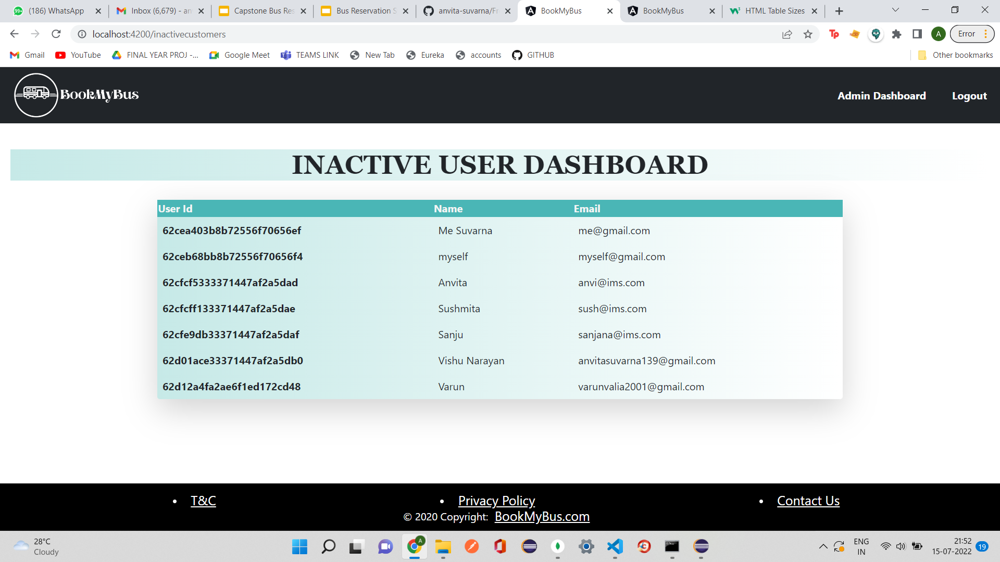 (186) WhatsApp
Inbox (6,679) - an
Capstone Bus Res
Bus Reservation S
anvita-suvarna/Fr
BookMyBus
BookMyBus
HTML Table Sizes
localhost:4200/inactivecustomers
Tp
A
Error
Gmail
YouTube
FINAL YEAR PROJ -...
Google Meet
TEAMS LINK
New Tab
Eureka
accounts
GITHUB
Other bookmarks
BookMyBus
Admin Dashboard
Logout
INACTIVE USER DASHBOARD
User Id Name Email
62cea403b8b72556f70656ef Me Suvarna me@gmail.com
62ceb68bb8b72556f70656f4 myself myself@gmail.com
62cfcf5333371447af2a5dad Anvita anvi@ims.com
62cfcff133371447af2a5dae Sushmita sush@ims.com
62cfe9db33371447af2a5daf Sanju sanjana@ims.com
62d01ace33371447af2a5db0 Vishu Narayan anvitasuvarna139@gmail.com
62d12a4fa2ae6f1ed172cd48 Varun varunvalia2001@gmail.com
• T&C
• Privacy Policy
• Contact Us
© 2020 Copyright: BookMyBus.com
28°C
Cloudy
A
ENG
IN
21:52
15-07-2022
19